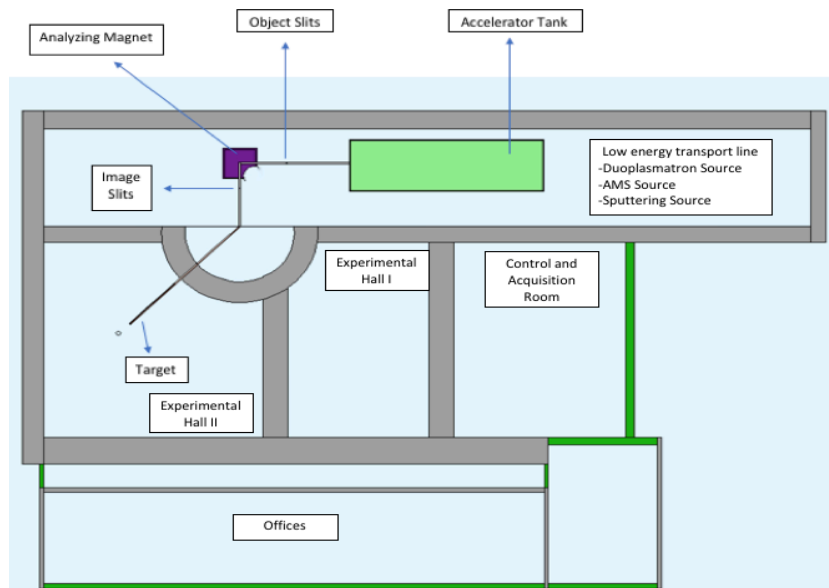 Object Slits
Accelerator Tank
Analyzing Magnet
Low energy transport line
-Duoplasmatron Source
-AMS Source
-Sputtering Source
Image
Slits
Experimental
Hall I
Control and
Acquisition
Room
Target
Experimental
Hall II
Offices